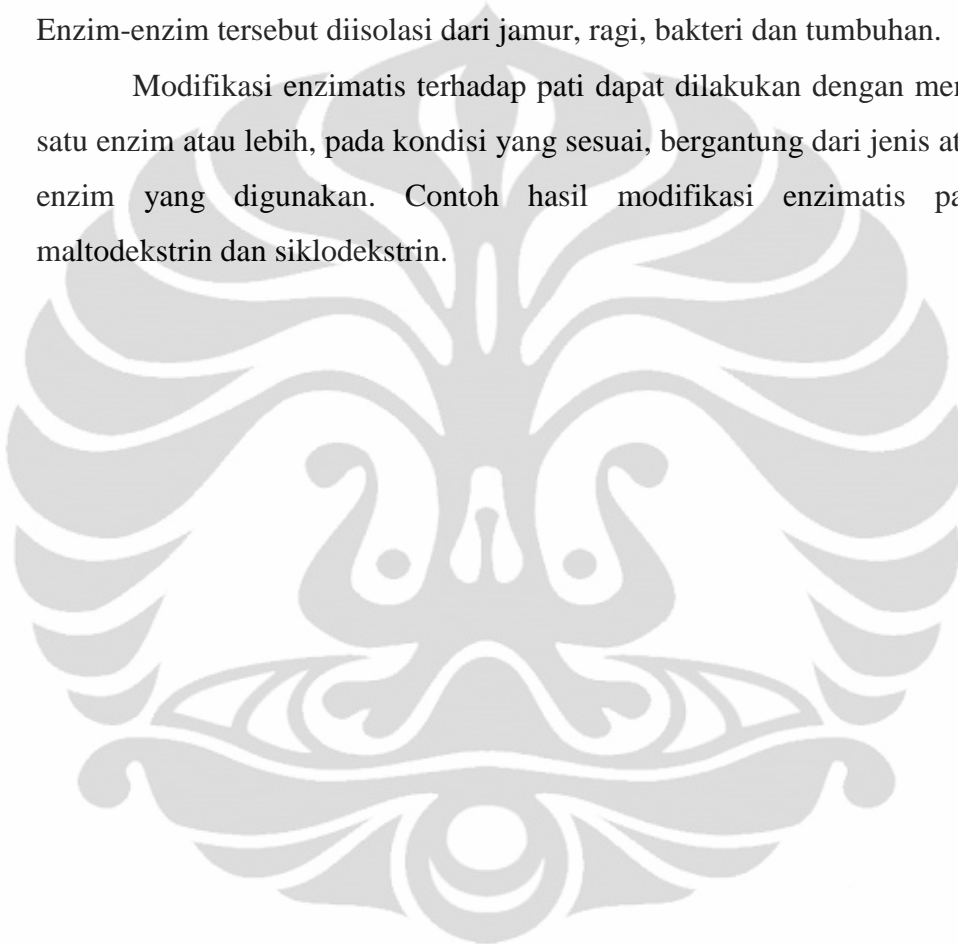 Enzim-enzim tersebut diisolasi dari jamur, ragi, bakteri dan tumbuhan.
Modifikasi enzimatis terhadap pati dapat dilakukan dengan
satu enzim atau lebih, pada kondisi yang sesuai, bergantung dari jenis
enzim yang digunakan. Contoh hasil modifikasi enzimatis
maltodekstrin dan siklodekstrin.